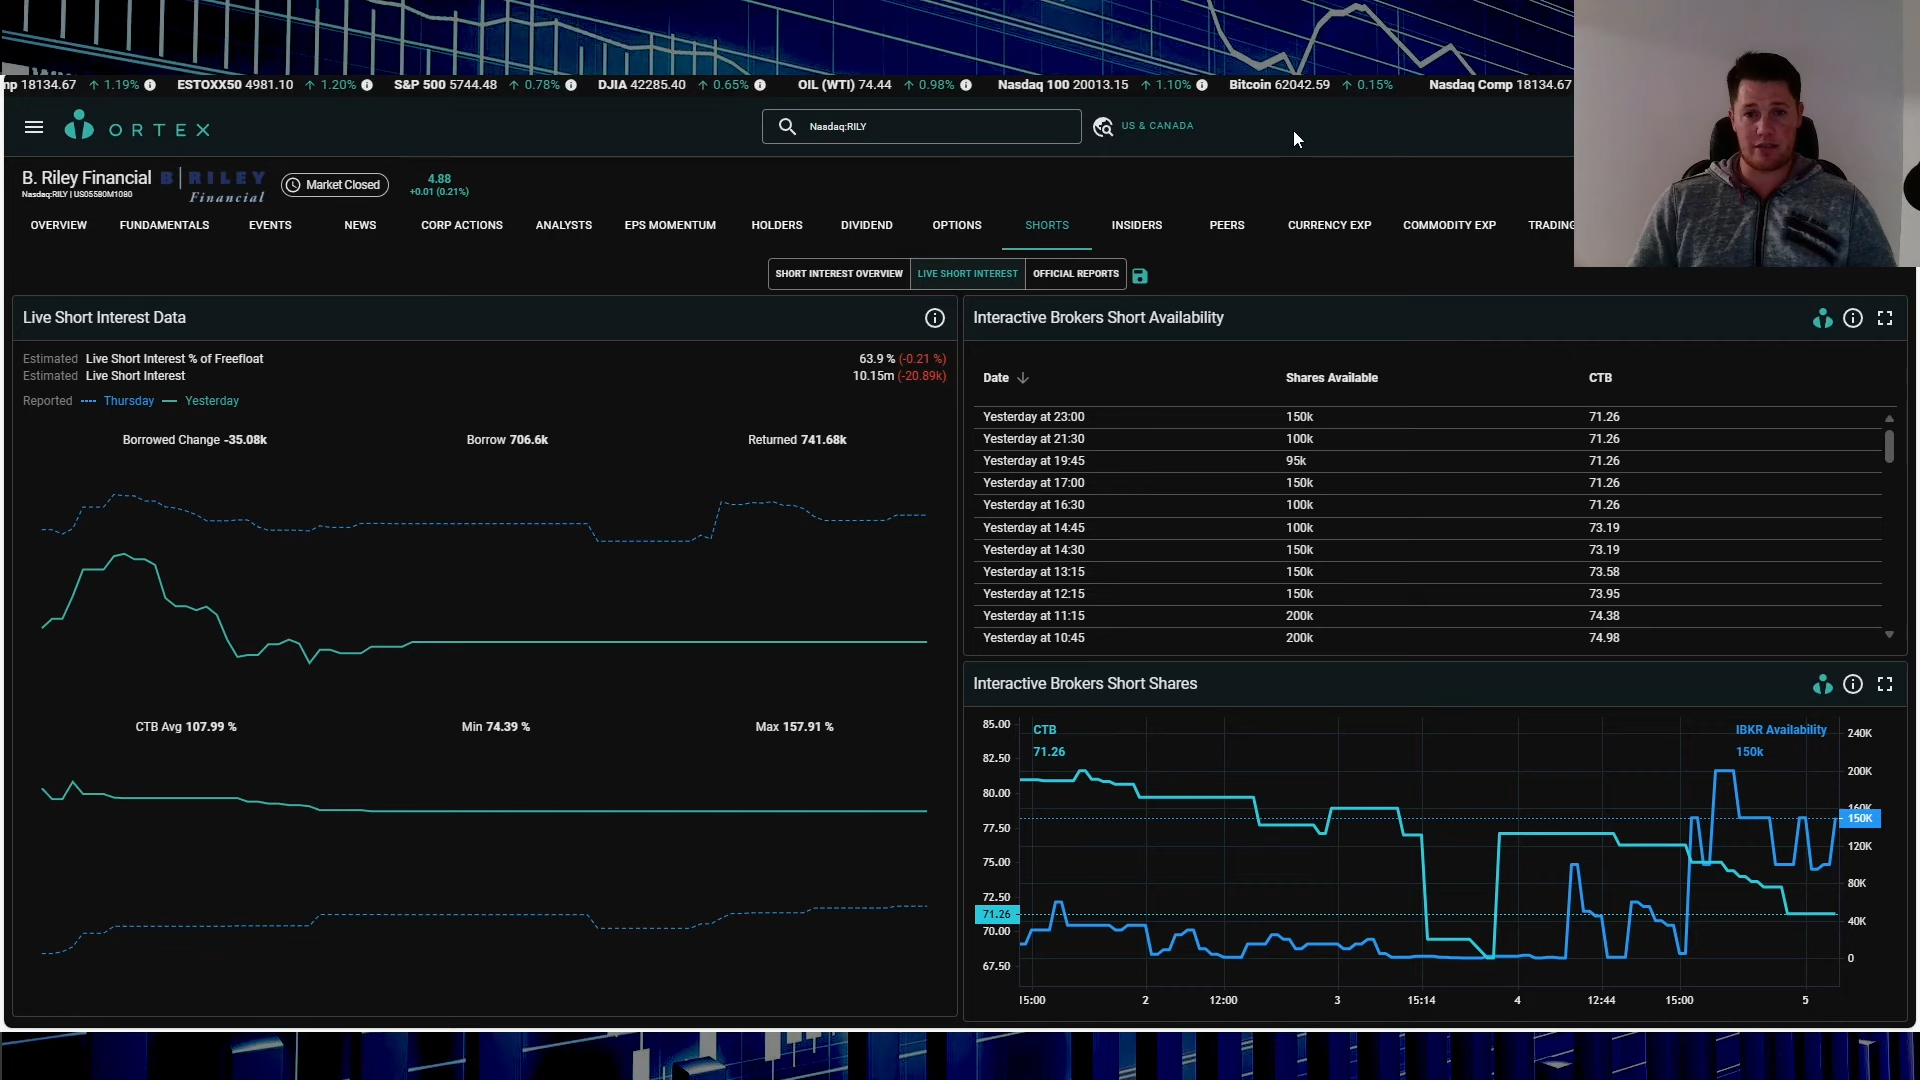 mp 18134.67 ↑ 1.19% ESTOXX50 4981.10 ↑ 1.20% S&P 500 5744.48 ↑ 0.78% DJIA 42285.40 ↑ 0.65% OIL (WTI) 74.44 ↑ 0.98% Nasdaq 100 20013.15 ↑ 1.10% Bitcoin 62042.59 ↑ 0.15% Nasdaq Comp 18134.67
ORTEX Nasdaq:RILY US & CANADA
B. Riley Financial B|RILEY Financial Market Closed 4.88
Nasdaq:RILY | US05580M1080 +0.01 (0.21%)
OVERVIEW FUNDAMENTALS EVENTS NEWS CORP ACTIONS ANALYSTS EPS MOMENTUM HOLDERS DIVIDEND OPTIONS SHORTS INSIDERS PEERS CURRENCY EXP COMMODITY EXP TRADING
SHORT INTEREST OVERVIEW LIVE SHORT INTEREST OFFICIAL REPORTS
Live Short Interest Data
Estimated Live Short Interest % of Freefloat 63.9 % (-0.21 %)
Estimated Live Short Interest 10.15m (-20.89k)
Reported Thursday Yesterday
Borrowed Change -35.08k Borrow 706.6k Returned 741.68k
CTB Avg 107.99 % Min 74.39 % Max 157.91 %
Interactive Brokers Short Availability
Date Shares Available CTB
Yesterday at 23:00 150k 71.26
Yesterday at 21:30 100k 71.26
Yesterday at 19:45 95k 71.26
Yesterday at 17:00 150k 71.26
Yesterday at 16:30 100k 71.26
Yesterday at 14:45 100k 73.19
Yesterday at 14:30 150k 73.19
Yesterday at 13:15 150k 73.58
Yesterday at 12:15 150k 73.95
Yesterday at 11:15 200k 74.38
Yesterday at 10:45 200k 74.98
Interactive Brokers Short Shares
CTB IBKR Availability
71.26 150k
85.00
82.50
80.00
77.50
75.00
72.50
71.26
70.00
67.50
240K
200K
160K
150K
120K
80K
40K
0
15:00 2 12:00 3 15:14 4 12:44 15:00 5